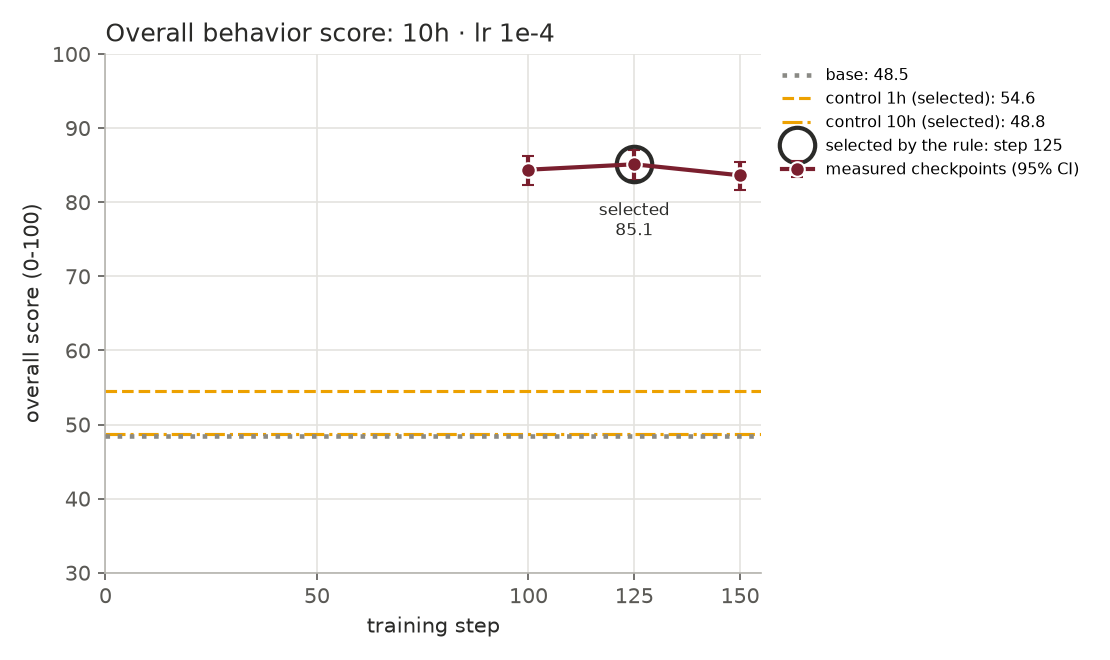 Overall behavior score: 10h · lr 1e-4
100
90
80
70
60
50
40
30
overall score (0-100)
0
50
100
125
150
training step
selected
85.1
base: 48.5
control 1h (selected): 54.6
control 10h (selected): 48.8
selected by the rule: step 125
measured checkpoints (95% CI)